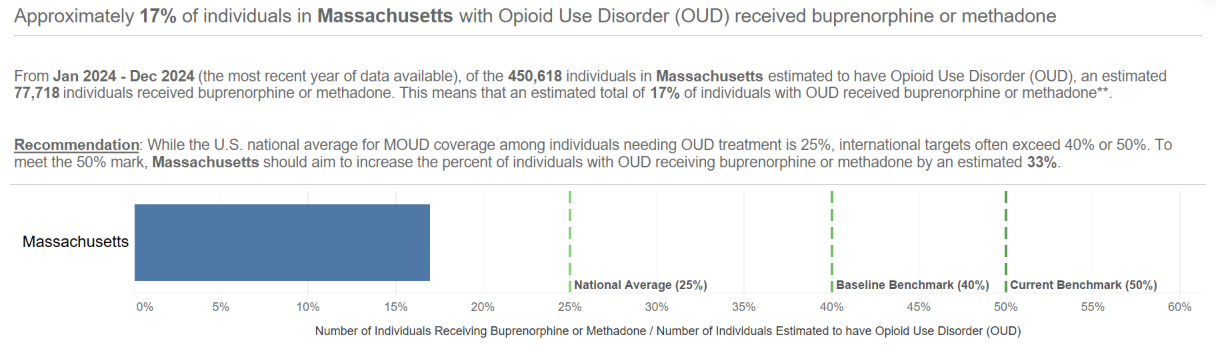 Approximately 17% of individuals in Massachusetts with Opioid Use Disorder (OUD) received buprenorphine or methadone
From Jan 2024 - Dec 2024 (the most recent year of data available), of the 450,618 individuals in Massachusetts estimated to have Opioid Use Disorder (OUD), an estimated
77,718 individuals received buprenorphine or methadone. This means that an estimated total of 17% of individuals with OUD received buprenorphine or methadone**.
Recommendation: While the U.S. national average for MOUD coverage among individuals needing OUD treatment is 25%, international targets often exceed 40% or 50%. To
meet the 50% mark, Massachusetts should aim to increase the percent of individuals with OUD receiving buprenorphine or methadone by an estimated 33%.
Massachusetts
National Average (25%)
Baseline Benchmark (40%)
Current Benchmark (50%)
0% 5% 10% 15% 20% 25% 30% 35% 40% 45% 50% 55% 60%
Number of Individuals Receiving Buprenorphine or Methadone / Number of Individuals Estimated to have Opioid Use Disorder (OUD)